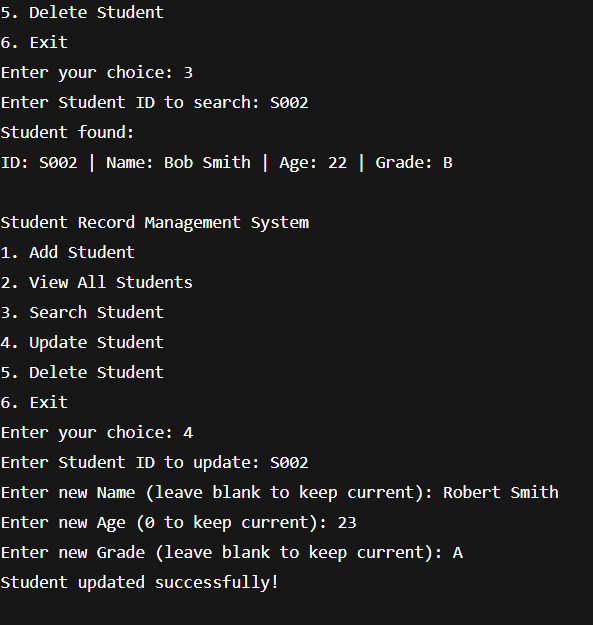 5. Delete Student
6. Exit
Enter your choice: 3
Enter Student ID to search: S002
Student found:
ID: S002 | Name: Bob Smith | Age: 22 | Grade: B

Student Record Management System
1. Add Student
2. View All Students
3. Search Student
4. Update Student
5. Delete Student
6. Exit
Enter your choice: 4
Enter Student ID to update: S002
Enter new Name (leave blank to keep current): Robert Smith
Enter new Age (0 to keep current): 23
Enter new Grade (leave blank to keep current): A
Student updated successfully!